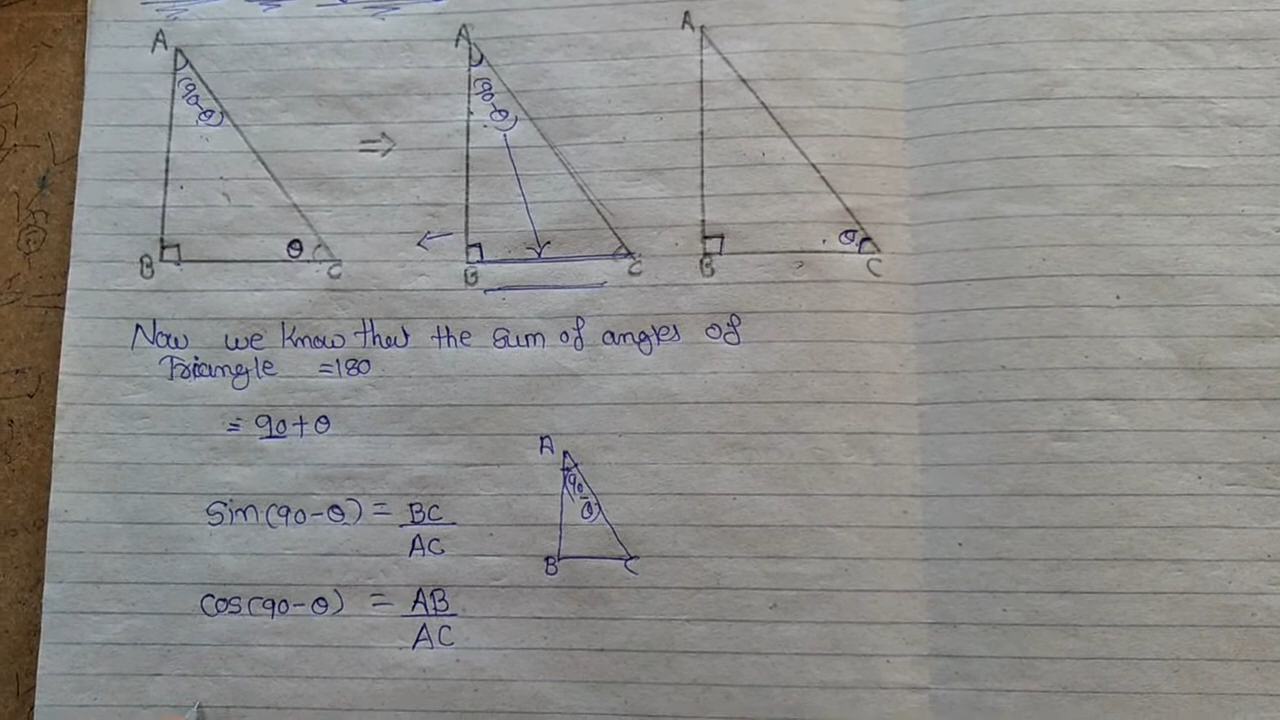 A A A
(90-θ) (90-θ)
⇒
B θ C B C B θ C
Now we know that the sum of angles of
Triangle =180
= 90+θ
A
(90-θ)
B C
Sin(90-θ) = BC
AC
cos(90-θ) = AB
AC